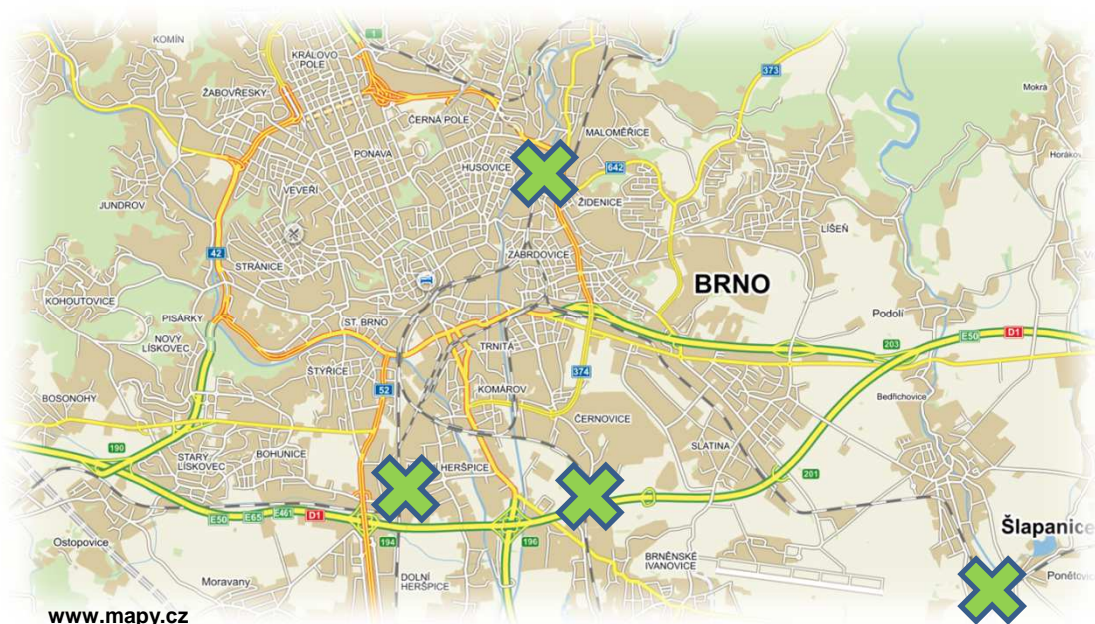 KOMÍN
1
KRÁLOVO
POLE
373
Mokrá
ŽABOVŘESKY
ČERNÁ POLE
MALOMĚŘICE
PONAVA
HUSOVICE
642
VEVEŘÍ
JUNDROV
ŽIDENICE
LÍŠEŇ
42
STRÁNICE
ZÁBRDOVICE
BRNO
KOHOUTOVICE
PISÁRKY
ST. BRNO
Podolí
NOVÝ
LÍSKOVEC
TRNITÁ
203
E50
D1
ŠTÝŘICE
52
KOMÁROV
374
BOSONOHY
Bedřichovice
ČERNOVICE
190
STARÝ
LÍSKOVEC
BOHUNICE
SLATINA
HERŠPICE
201
E50
E65
E461
D1
Šlapanice
Ostopovice
194
196
BRNĚNSKÉ
IVANOVICE
Moravany
DOLNÍ
HERŠPICE
Ponětovice
www.mapy.cz